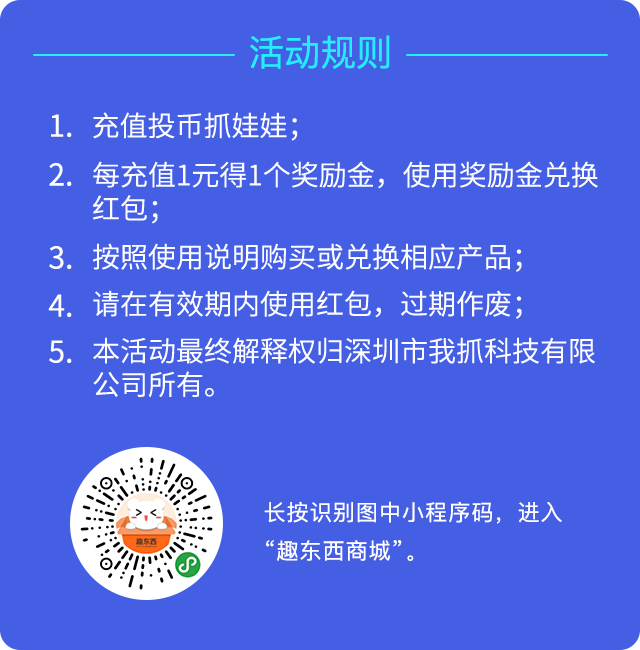 活动规则
1. 充值投币抓娃娃；
2. 每充值1元得1个奖励金，使用奖励金兑换
红包；
3. 按照使用说明购买或兑换相应产品；
4. 请在有效期内使用红包，过期作废；
5. 本活动最终解释权归深圳市我抓科技有限
公司所有。
长按识别图中小程序码，进入
“趣东西商城”。
趣东西